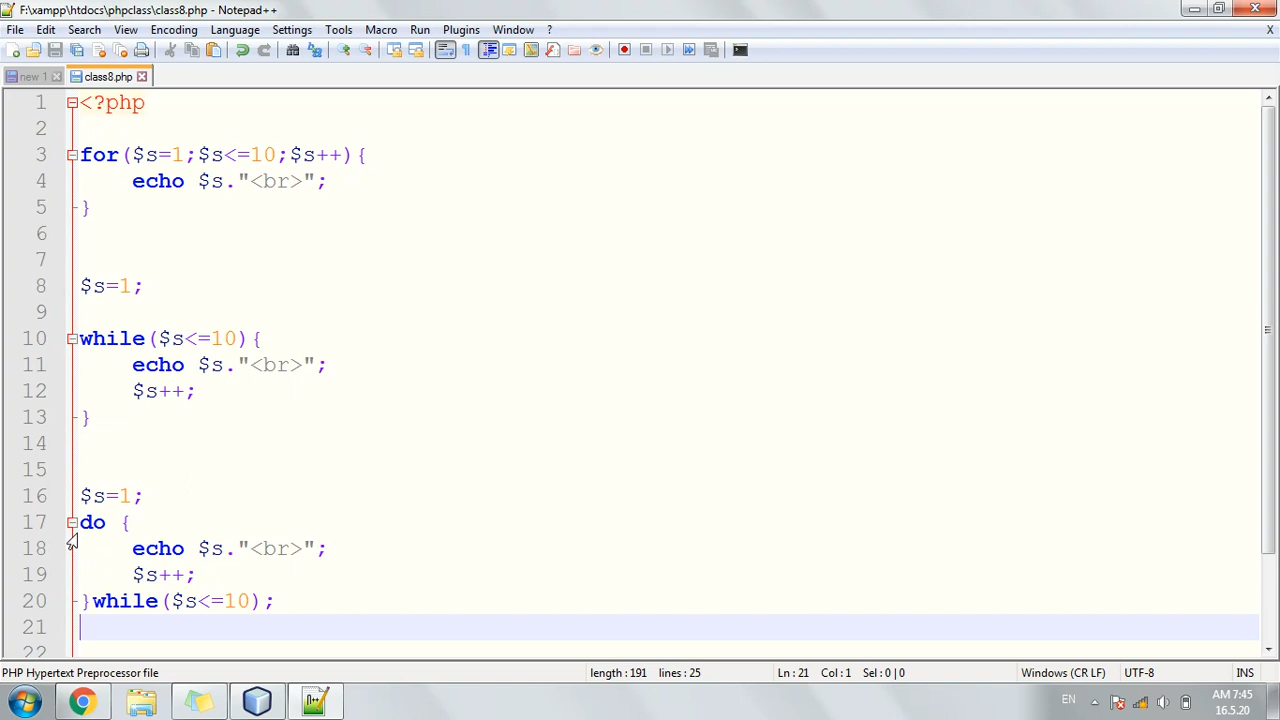 F:\xampp\htdocs\phpclass\class8.php - Notepad++
File Edit Search View Encoding Language Settings Tools Macro Run Plugins Window ? X
new 1 class8.php
1 <?php
2
3 for($s=1;$s<=10;$s++){
4 echo $s."<br>";
5 }
6
7
8 $s=1;
9
10 while($s<=10){
11 echo $s."<br>";
12 $s++;
13 }
14
15
16 $s=1;
17 do {
18 echo $s."<br>";
19 $s++;
20 }while($s<=10);
21
22
PHP Hypertext Preprocessor file length : 191 lines : 25 Ln : 21 Col : 1 Sel : 0 | 0 Windows (CR LF) UTF-8 INS
EN AM 7:45
16.5.20